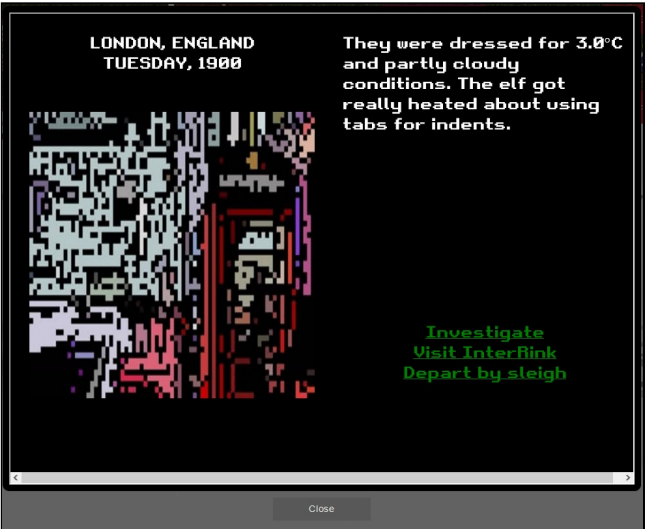 LONDON, ENGLAND
TUESDAY, 1900
They were dressed for 3.0°C
and partly cloudy
conditions. The elf got
really heated about using
tabs for indents.
Investigate
Visit InterRink
Depart by sleigh
Close